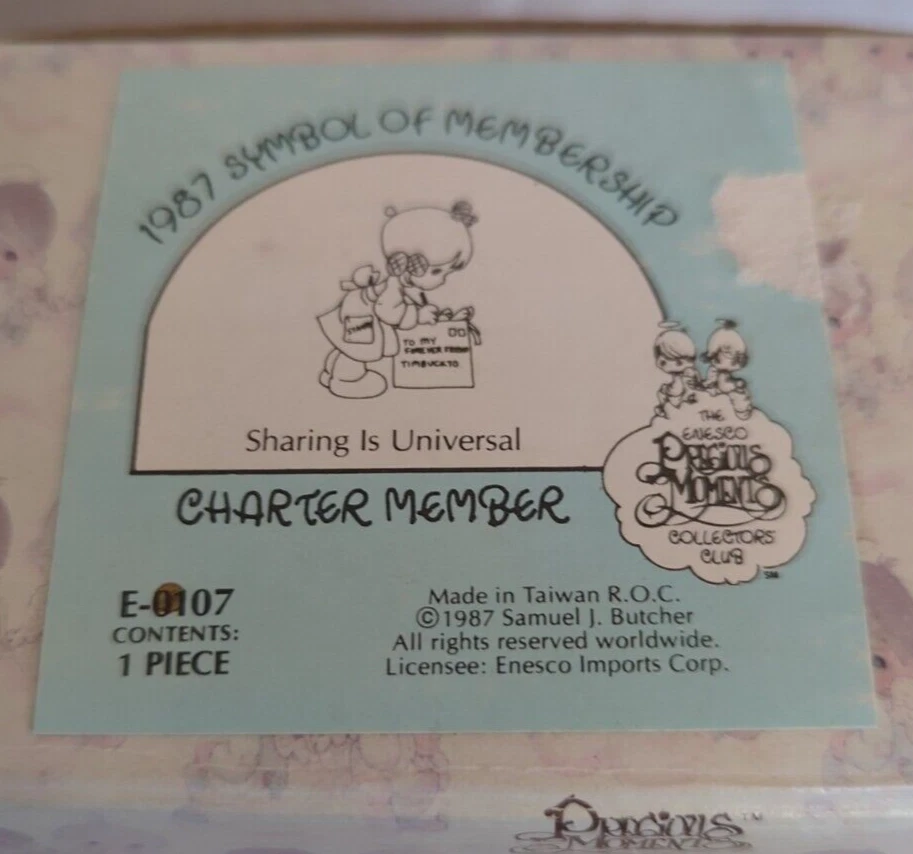 1987 SYMBOL OF MEMBERSHIP
TO MY
FOREVER FRIEND
TIMBUCKTO
Sharing Is Universal
THE
ENESCO
PRECIOUS
MOMENTS
COLLECTORS'
CLUB
SM
CHARTER MEMBER
E-0107
CONTENTS:
1 PIECE
Made in Taiwan R.O.C.
©1987 Samuel J. Butcher
All rights reserved worldwide.
Licensee: Enesco Imports Corp.
PRECIOUS
MOMENTS
TM